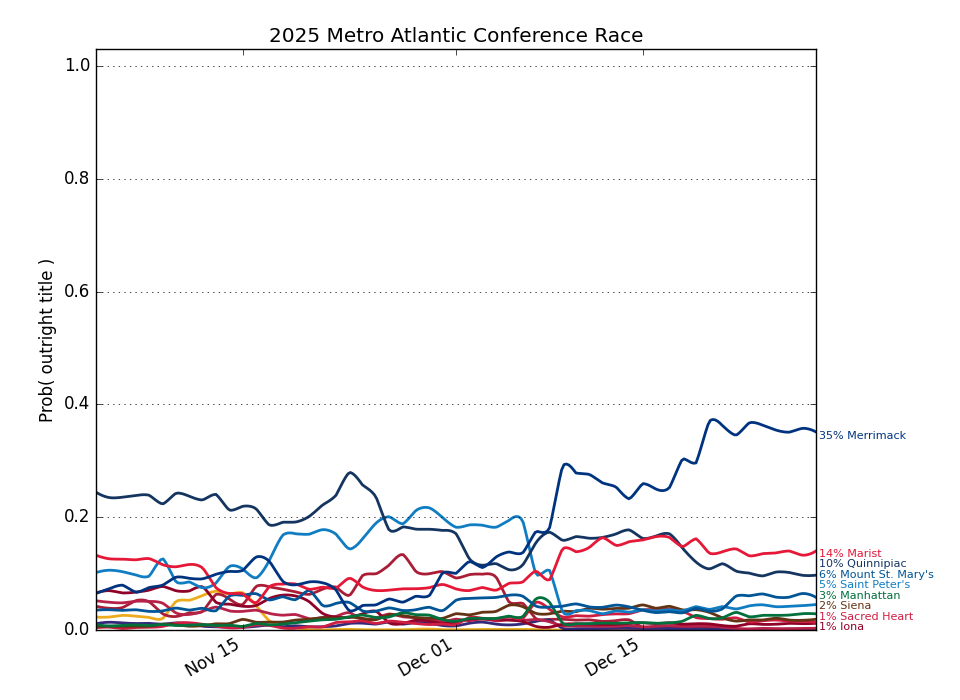 2025 Metro Atlantic Conference Race
1.0
0.8
0.6
0.4
0.2
0.0
Prob( outright title )
Nov 15
Dec 01
Dec 15
35% Merrimack
14% Marist
10% Quinnipiac
6% Mount St. Mary's
5% Saint Peter's
3% Manhattan
2% Siena
1% Sacred Heart
1% Iona